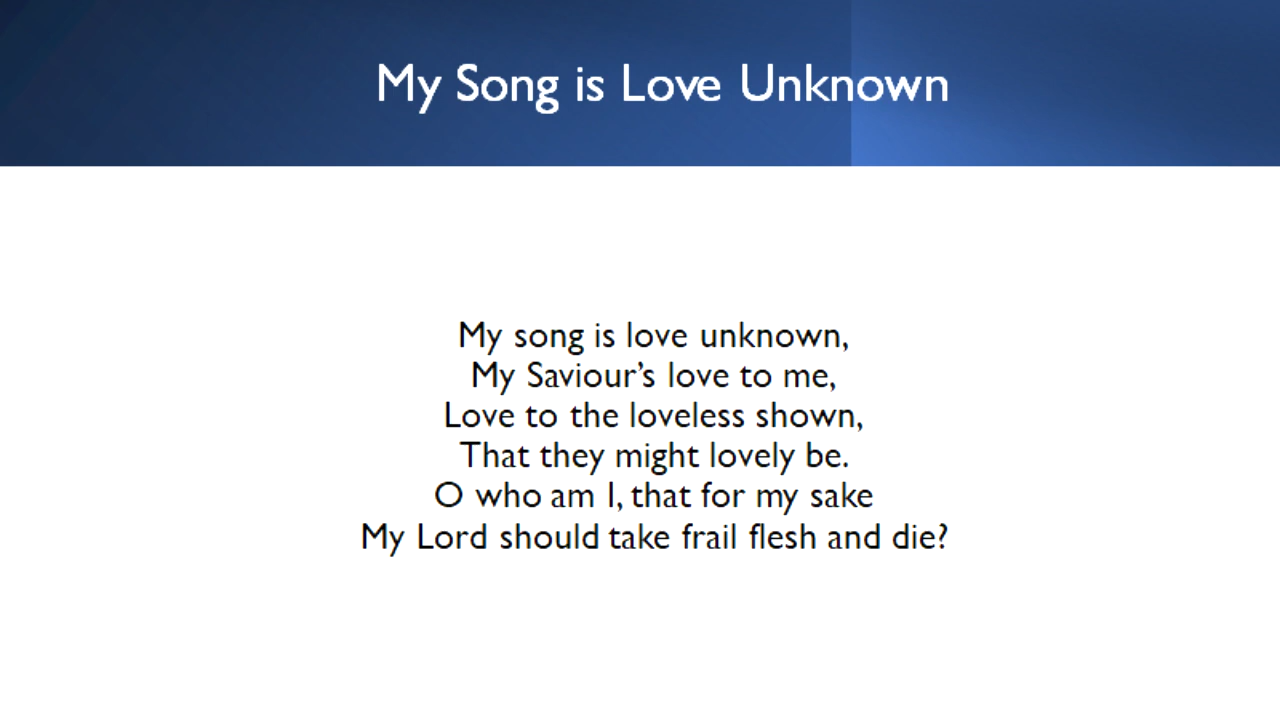 My Song is Love Unknown
My song is love unknown,
My Saviour’s love to me,
Love to the loveless shown,
That they might lovely be.
O who am I, that for my sake
My Lord should take frail flesh and die?